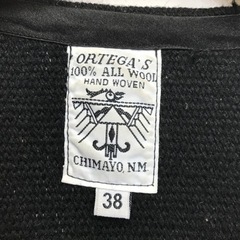 ORTEGA'S
100% ALL WOOL
HAND WOVEN
CHIMAYO, N.M
38